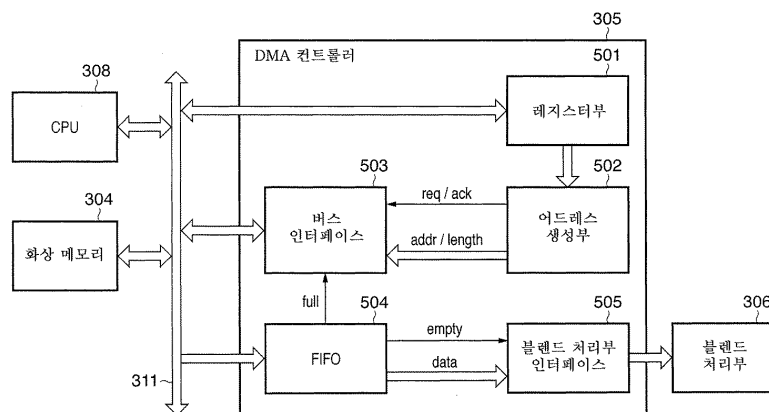 305
DMA 컨트롤러
501
308
CPU
레지스터부
503
502
304
req / ack
버스
인터페이스
어드레스
생성부
화상 메모리
addr / length
full
504
505
306
empty
FIFO
블렌드 처리부
인터페이스
블렌드
처리부
data
311